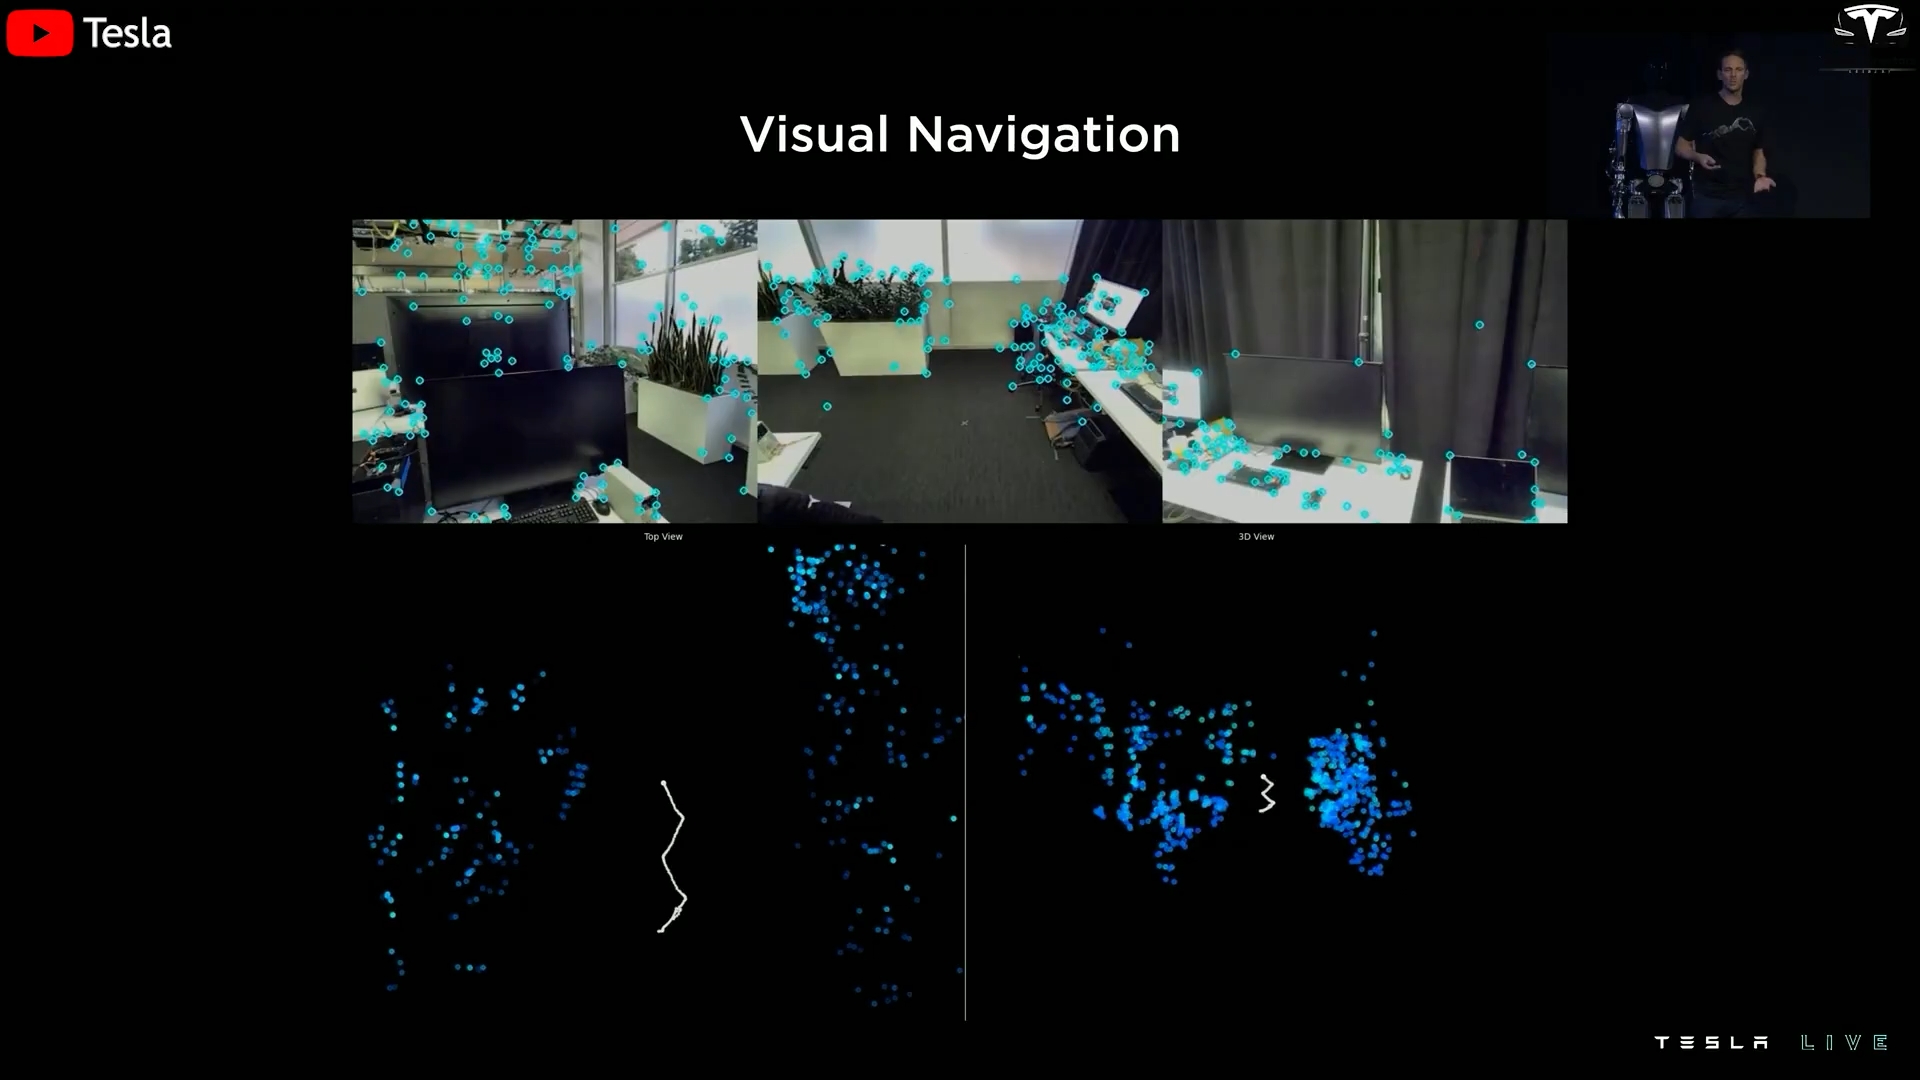 Tesla
Visual Navigation
Top View
3D View
TESLA LIVE